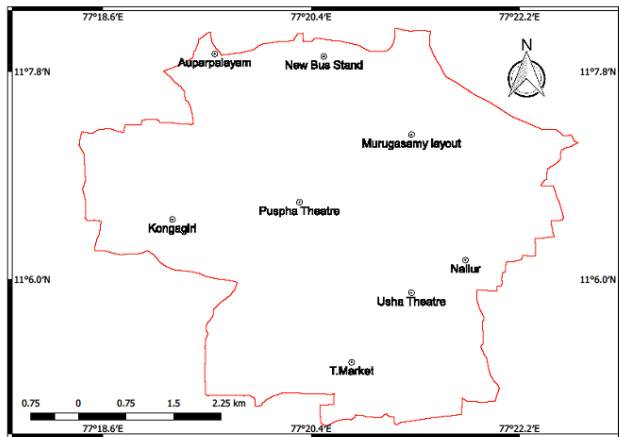 77°18.6'E 77°20.4'E 77°22.2'E
N
Auparpalayam
New Bus Stand
11°7.8'N 11°7.8'N
Murugasamy layout
Puspha Theatre
Kongagiri
Nallur
11°6.0'N 11°6.0'N
Usha Theatre
T.Market
0.75 0 0.75 1.5 2.25 km
77°18.6'E 77°20.4'E 77°22.2'E